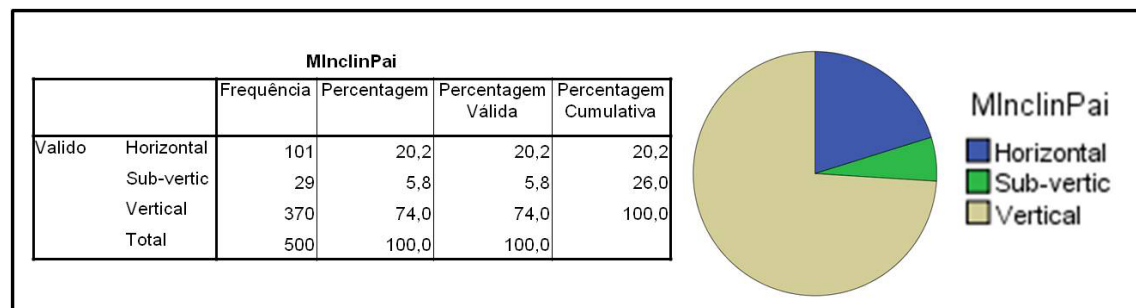 MInclinPai
Frequência Percentagem Percentagem Válida Percentagem Cumulativa
Valido Horizontal 101 20,2 20,2 20,2
Sub-vertic 29 5,8 5,8 26,0
Vertical 370 74,0 74,0 100,0
Total 500 100,0 100,0
MInclinPai
Horizontal
Sub-vertic
Vertical